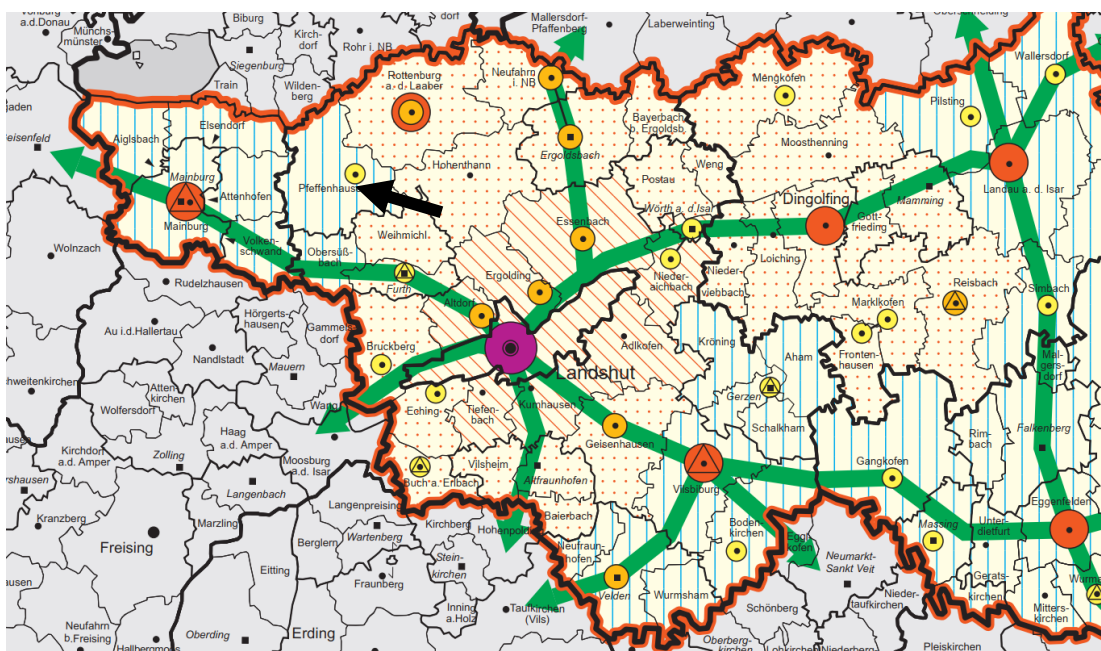 a.d.Donau
Münchs-
münster
Biburg
Siegenburg
Kirch-
dorf
Train
Wilden-
berg
dorf
Rohr i. NB
Mallersdorf-
Pfaffenberg
Laberweinting
Wallersdorf
Pilsting
Rottenburg
a. d. Laaber
Neufahrn
i. NB
Mengkofen
Bayerbach
b. Ergoldsb.
Ergoldsbach
Moosthenning
Elsendorf
Aiglsbach
Mainburg
Attenhofen
Mainburg
Volken-
schwand
Hohenthann
Pfeffenhaus
Weihmichl
Obersüß-
bach
Furth
Weng
Postau
Wörth a. d. Isar
Essenbach
Dingolfing
Gott-
frieding
Mamming
Landau a. d. Isar
Loiching
Nieder-
viehbach
Nieder-
aichbach
Ergolding
Altdorf
Reisbach
Marklkofen
Fronten-
hausen
Simbach
Mal-
gers-
dorf
Wolnzach
Rudelzhausen
Au i.d.Hallertau
Hörgerts-
hausen
Gammels-
dorf
Nandlstadt
Mauern
Bruckberg
Landshut
Adlkofen
Kröning
Aham
Gerzen
Schalkham
chweitenkirchen
Atten-
kirchen
Wolfersdorf
Wang
Eching
Tiefen-
bach
Kumhausen
Geisenhausen
Haag
a.d. Amper
Kirchdorf
a.d. Amper
Zolling
Langenbach
Moosburg
a.d. Isar
Buch a. Erlbach
Vilsheim
Altfraunhofen
Vilsbiburg
Gangkofen
Rim-
bach
Falkenberg
Eggenfelden
Kranzberg
Marzling
Langenpreising
Kirchberg
Hohenpold
Baierbach
Neufraun-
hofen
Boden-
kirchen
Massing
Unter-
dietfurt
Freising
Berglern
Wartenberg
Stein-
kirchen
Egg
kofen
Neumarkt-
Sankt Veit
Gerats-
kirchen
Eitting
Fraunberg
Velden
Wurmsham
Nieder-
taufkirchen
Mitters-
kirchen
Neufahrn
b.Freising
Oberding
Erding
Inning
a.Holz
Taufkirchen
(Vils)
Schönberg
Oberberg-
kirchen
Pleiskirchen